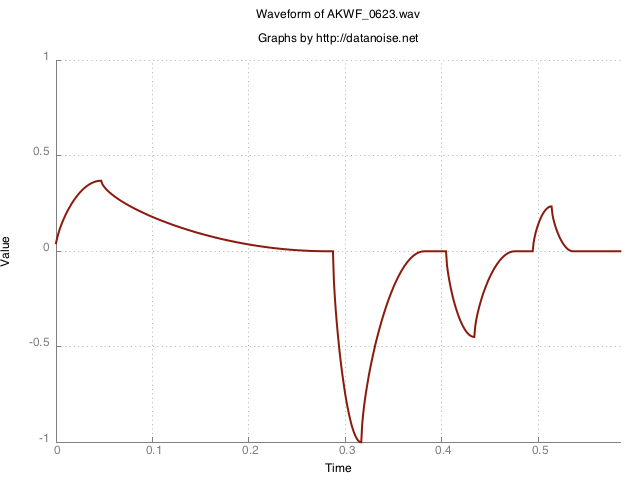 Waveform of AKWF_0623.wav
Graphs by http://datanoise.net
1
0.5
0
-0.5
-1
Value
0 0.1 0.2 0.3 0.4 0.5
Time